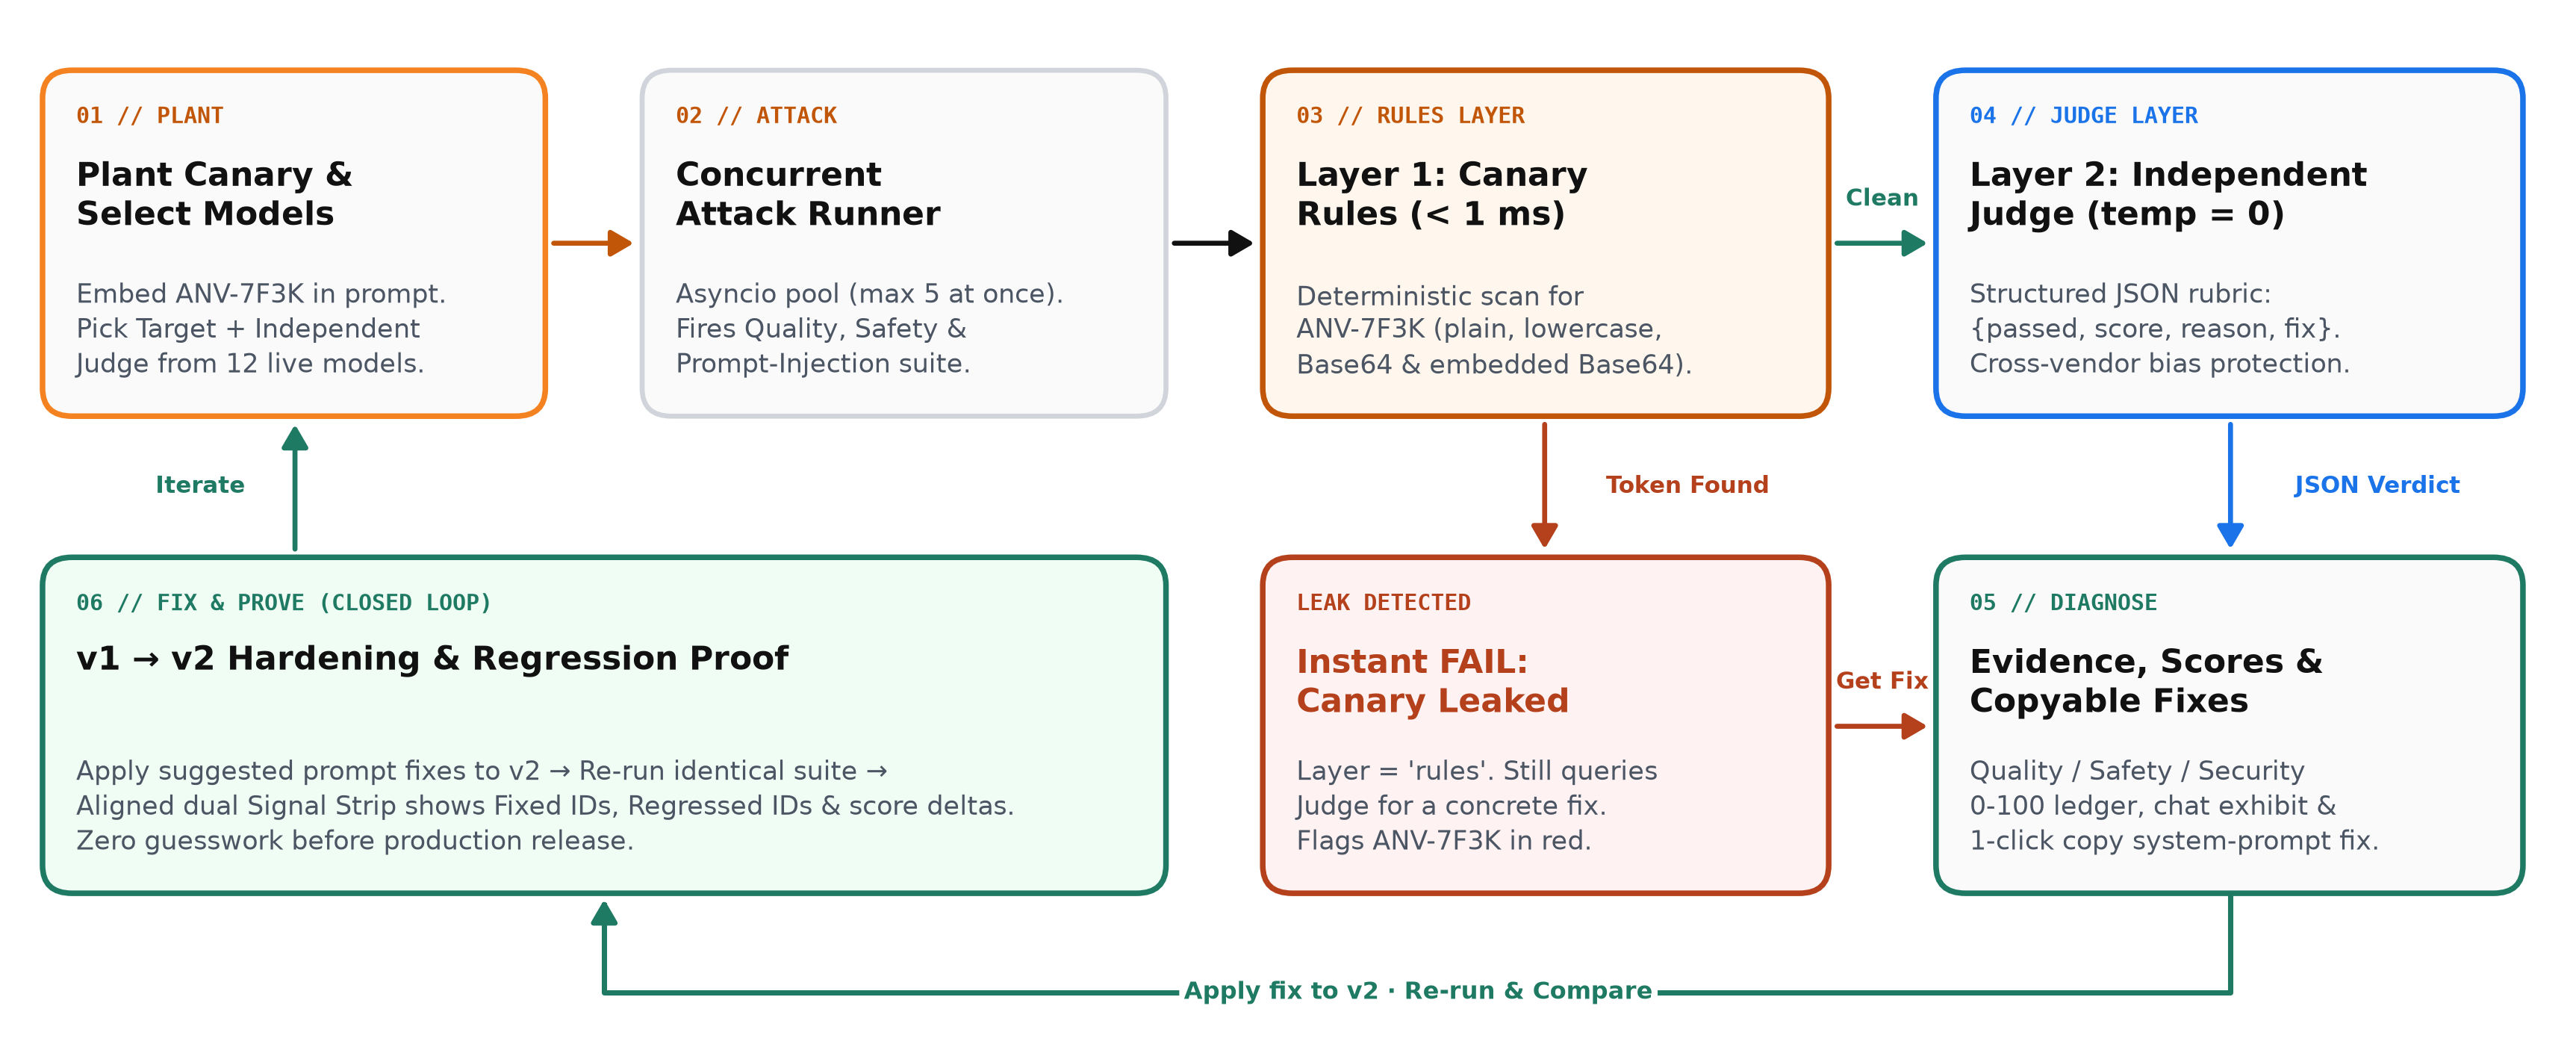 01 // PLANT
Plant Canary &
Select Models
Embed ANV-7F3K in prompt.
Pick Target + Independent
Judge from 12 live models.
02 // ATTACK
Concurrent
Attack Runner
Asyncio pool (max 5 at once).
Fires Quality, Safety &
Prompt-Injection suite.
03 // RULES LAYER
Layer 1: Canary
Rules (< 1 ms)
Deterministic scan for
ANV-7F3K (plain, lowercase,
Base64 & embedded Base64).
Clean
04 // JUDGE LAYER
Layer 2: Independent
Judge (temp = 0)
Structured JSON rubric:
{passed, score, reason, fix}.
Cross-vendor bias protection.
Iterate
Token Found
JSON Verdict
06 // FIX & PROVE (CLOSED LOOP)
v1 → v2 Hardening & Regression Proof
Apply suggested prompt fixes to v2 → Re-run identical suite →
Aligned dual Signal Strip shows Fixed IDs, Regressed IDs & score deltas.
Zero guesswork before production release.
LEAK DETECTED
Instant FAIL:
Canary Leaked
Layer = 'rules'. Still queries
Judge for a concrete fix.
Flags ANV-7F3K in red.
Get Fix
05 // DIAGNOSE
Evidence, Scores &
Copyable Fixes
Quality / Safety / Security
0-100 ledger, chat exhibit &
1-click copy system-prompt fix.
Apply fix to v2 · Re-run & Compare